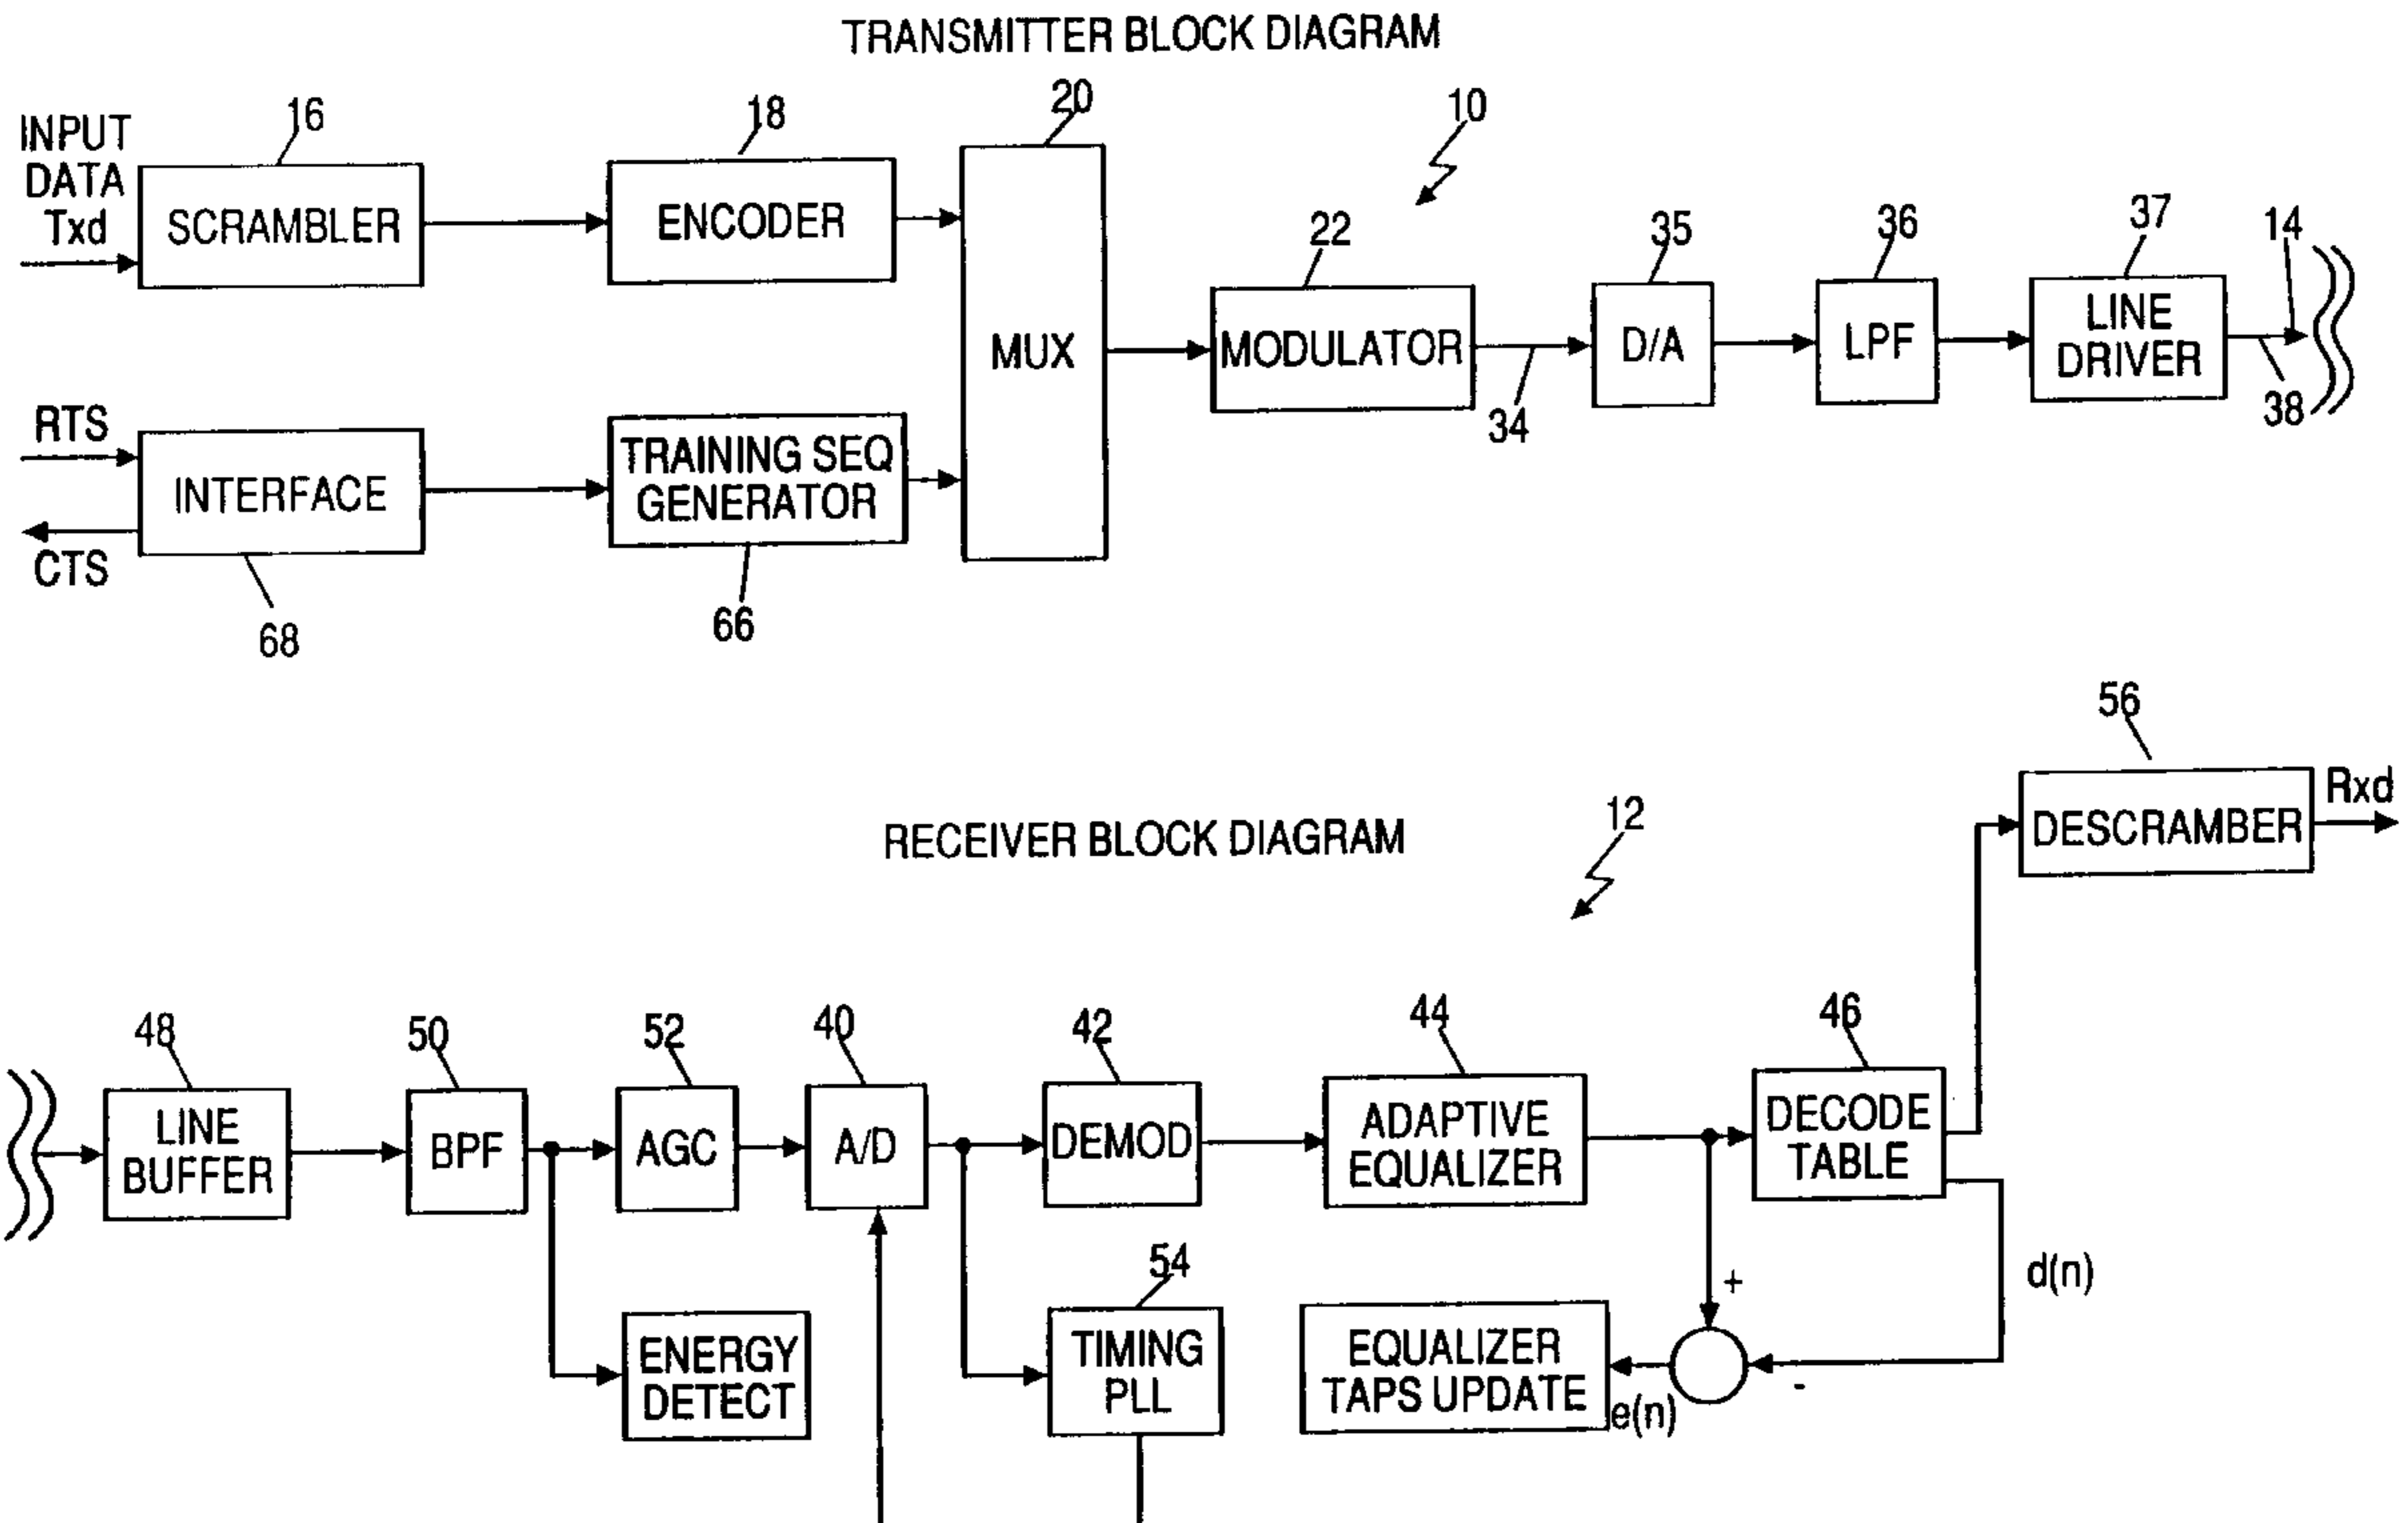 TRANSMITTER BLOCK DIAGRAM
16
18
20
10
INPUT
DATA
Txd
SCRAMBLER
ENCODER
MUX
22
35
36
37
14
MODULATOR
D/A
LPF
LINE
DRIVER
34
38
RTS
CTS
INTERFACE
TRAINING SEQ
GENERATOR
68
66
RECEIVER BLOCK DIAGRAM
12
56
DESCRAMBER
Rxd
48
50
52
40
42
44
46
LINE
BUFFER
BPF
AGC
A/D
DEMOD
ADAPTIVE
EQUALIZER
DECODE
TABLE
ENERGY
DETECT
54
TIMING
PLL
EQUALIZER
TAPS UPDATE
e(n)
+
-
d(n)